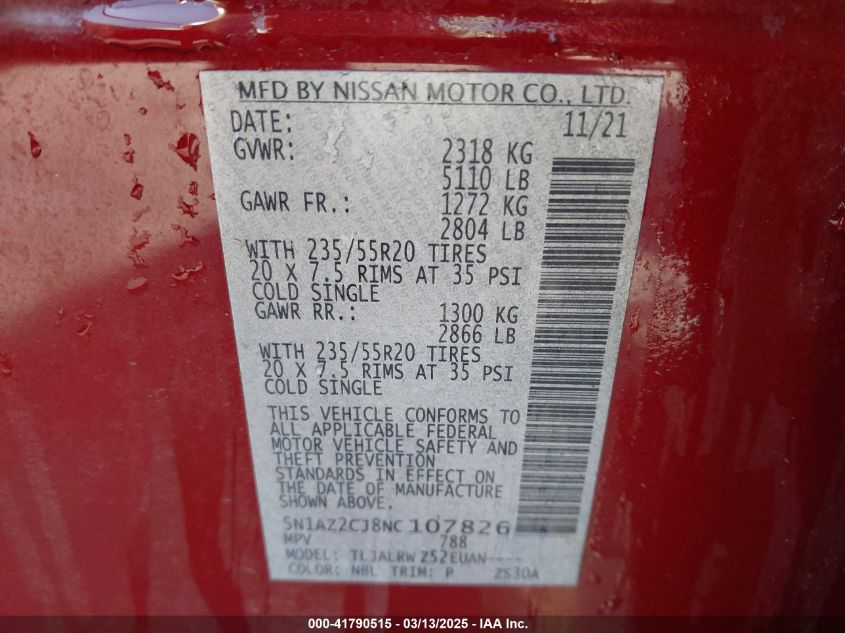 MFD BY NISSAN MOTOR CO., LTD.
DATE: 11/21
GVWR: 2318 KG
5110 LB
GAWR FR.: 1272 KG
2804 LB
WITH 235/55R20 TIRES
20 X 7.5 RIMS AT 35 PSI
COLD SINGLE
GAWR RR.: 1300 KG
2866 LB
WITH 235/55R20 TIRES
20 X 7.5 RIMS AT 35 PSI
COLD SINGLE
THIS VEHICLE CONFORMS TO
ALL APPLICABLE FEDERAL
MOTOR VEHICLE SAFETY AND
THEFT PREVENTION
STANDARDS IN EFFECT ON
THE DATE OF MANUFACTURE
SHOWN ABOVE.
5N1AZ2CJ8NC107826
MPV 788
MODEL: TLJALRW Z52EUAN----
COLOR: NBL TRIM: P ZS30A
000-41790515 - 03/13/2025 - IAA Inc.